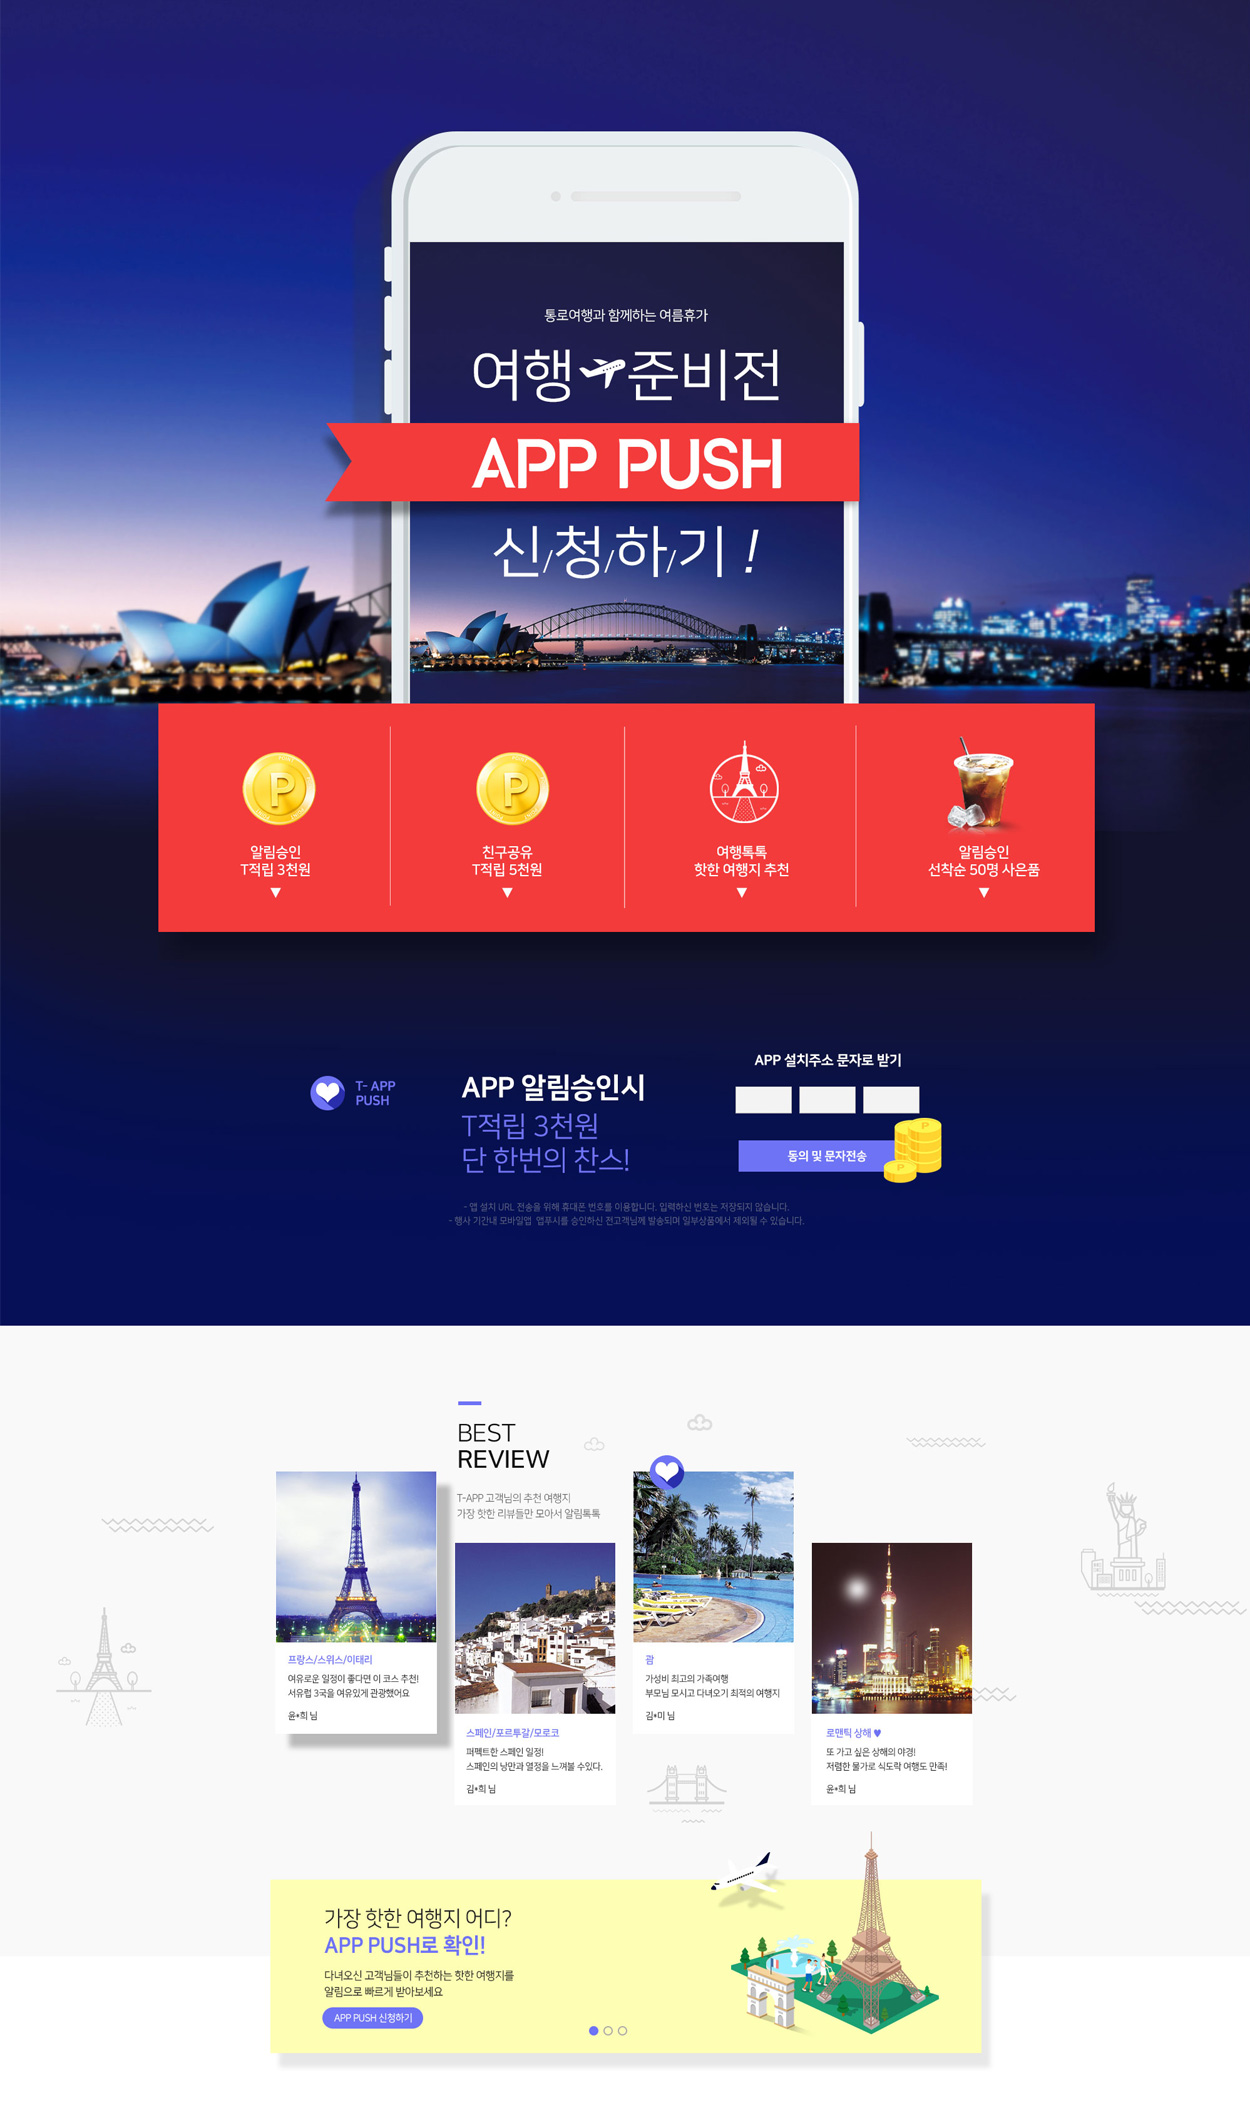 통로여행과 함께하는 여름휴가
여행 준비전
APP PUSH
신/청/하/기 !
P
알림승인
T적립 3천원
▼
P
친구공유
T적립 5천원
▼
여행톡톡
핫한 여행지 추천
▼
알림승인
선착순 50명 사은품
▼
T- APP
PUSH
APP 알림승인시
T적립 3천원
단 한번의 찬스!
APP 설치주소 문자로 받기
동의 및 문자전송
- 앱 설치 URL 전송을 위해 휴대폰 번호를 이용합니다. 입력하신 번호는 저장되지 않습니다.
- 행사 기간내 모바일앱 앱푸시를 승인하신 전고객님께 발송되며 일부상품에서 제외될 수 있습니다.
BEST
REVIEW
T-APP 고객님의 추천 여행지
가장 핫한 리뷰들만 모아서 알림톡톡
프랑스/스위스/이태리
여유로운 일정이 좋다면 이 코스 추천!
서유럽 3국을 여유있게 관광했어요
윤*희 님
스페인/포르투갈/모로코
퍼펙트한 스페인 일정!
스페인의 낭만과 열정을 느껴볼 수있다.
김*희 님
괌
가성비 최고의 가족여행
부모님 모시고 다녀오기 최적의 여행지
김*미 님
로맨틱 상해 ♥
또 가고 싶은 상해의 야경!
저렴한 물가로 식도락 여행도 만족!
윤*희 님
가장 핫한 여행지 어디?
APP PUSH로 확인!
다녀오신 고객님들이 추천하는 핫한 여행지를
알림으로 빠르게 받아보세요
APP PUSH 신청하기